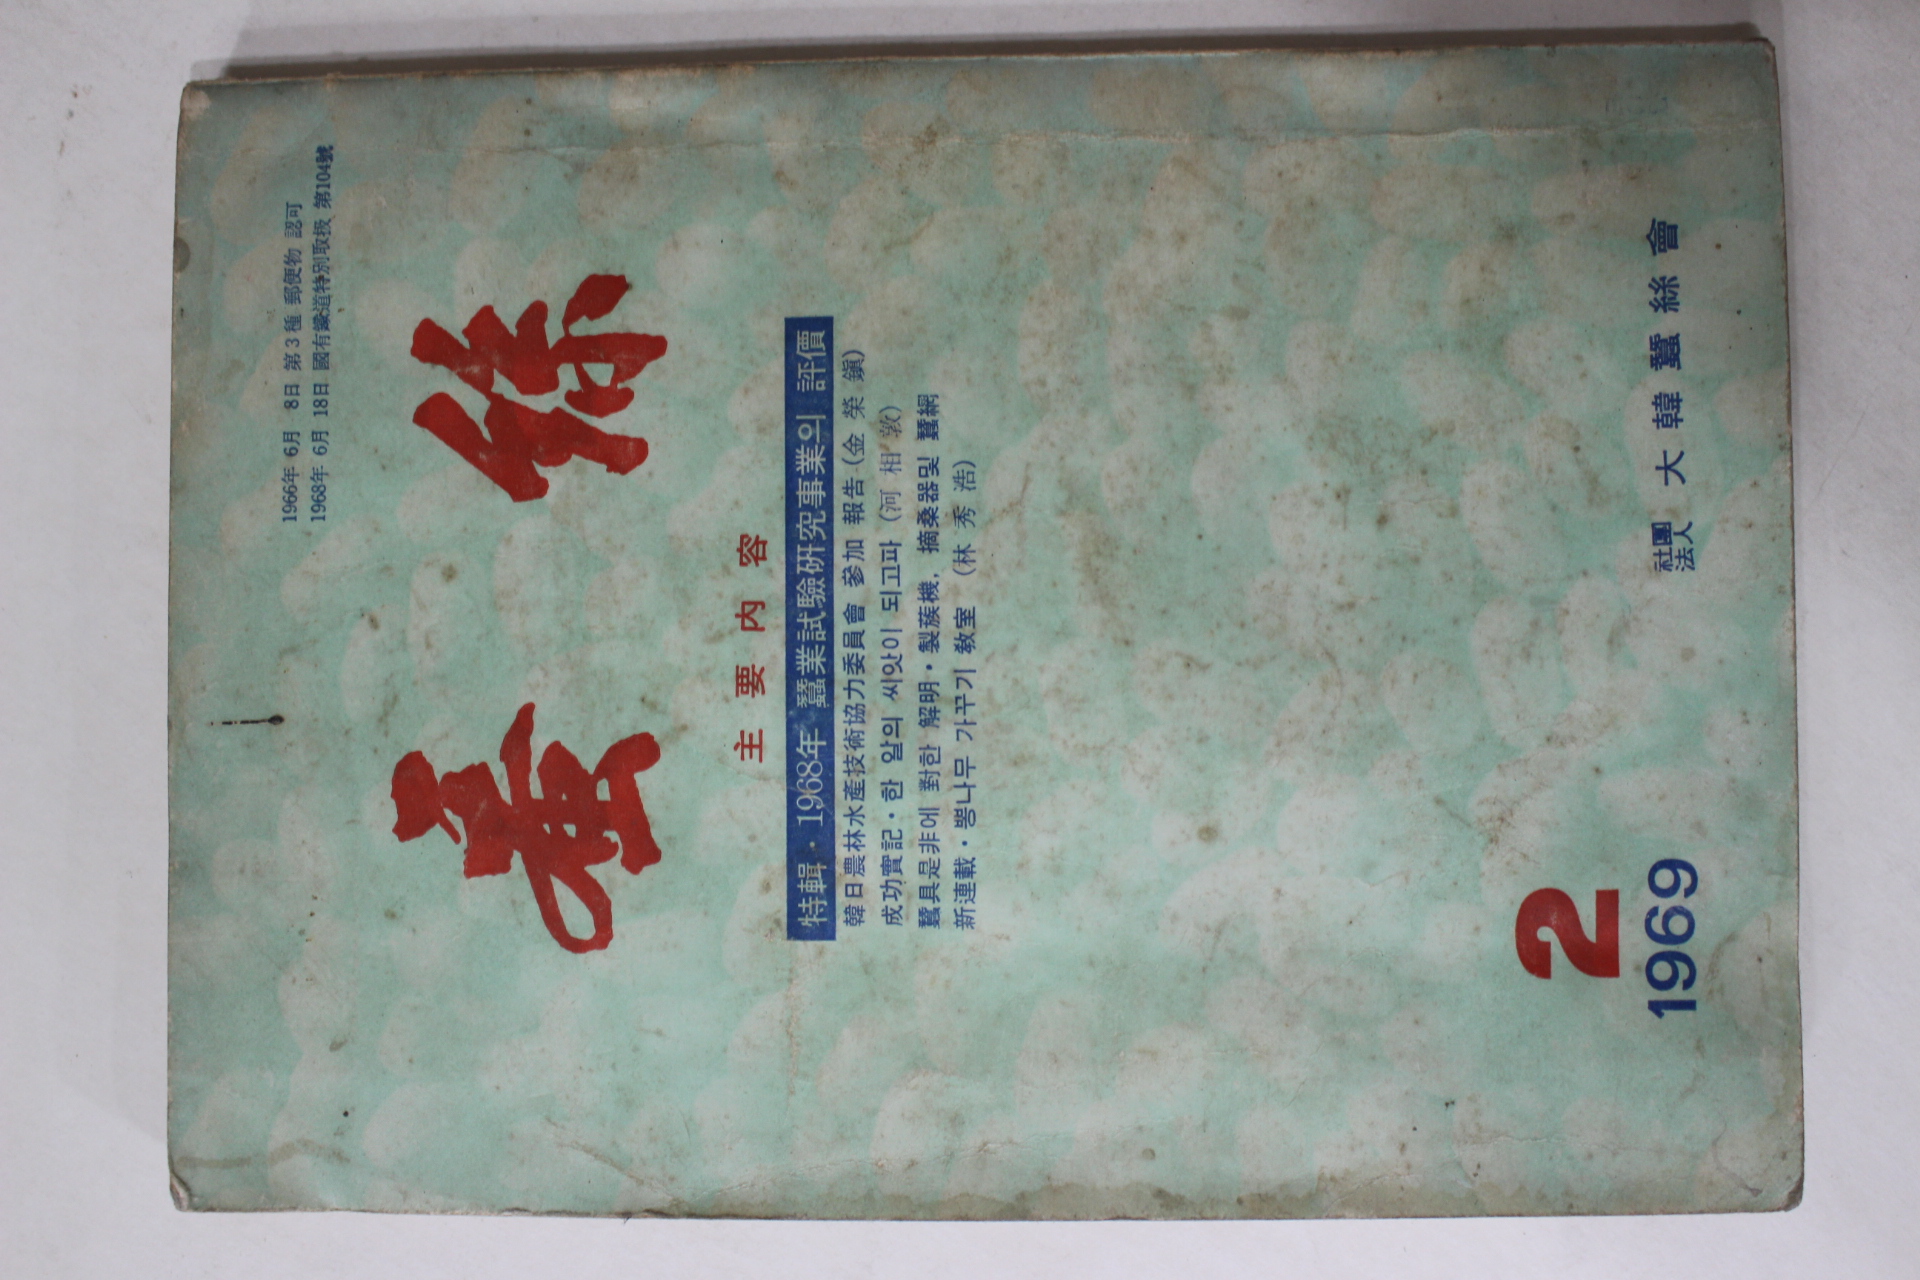 1966年 6月 8日 第3種 郵便物 認可
1968年 6月 18日 國有鐵道特別取扱 第104號
蚕絲
主要內容
特輯・1968年 蠶業試驗硏究事業의 評價
韓日農林水產技術協力委員會 參加 報告 (金榮鎭)
成功實記・한 알의 씨앗이 되고파 (河相敦)
蠶具是非에 對한 解明・製蔟機, 摘桑器및 蠶網
新連載・뽕나무 가꾸기 敎室 (林秀浩)
2
1969
社團法人 大韓蠶絲會